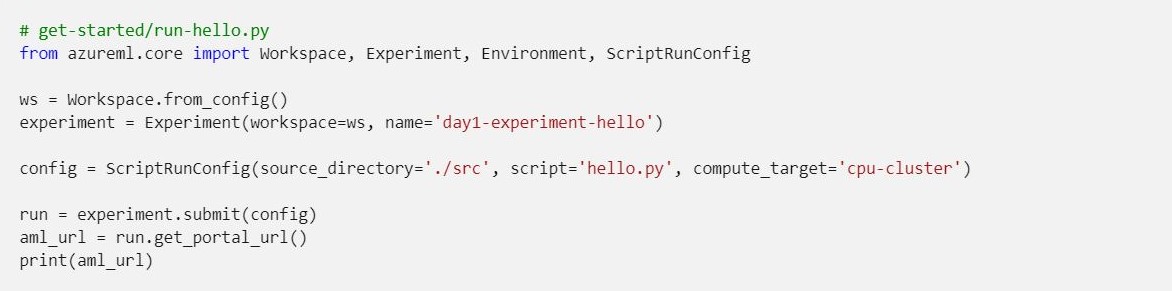 # get-started/run-hello.py
from azureml.core import Workspace, Experiment, Environment, ScriptRunConfig
ws = Workspace.from_config()
experiment = Experiment(workspace=ws, name='day1-experiment-hello')
config = ScriptRunConfig(source_directory='./src', script='hello.py', compute_target='cpu-cluster')
run = experiment.submit(config)
aml_url = run.get_portal_url()
print(aml_url)